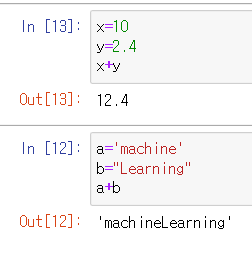 In [13]: x=10
y=2.4
x+y
Out[13]: 12.4
In [12]: a='machine'
b="Learning"
a+b
Out[12]: 'machineLearning'